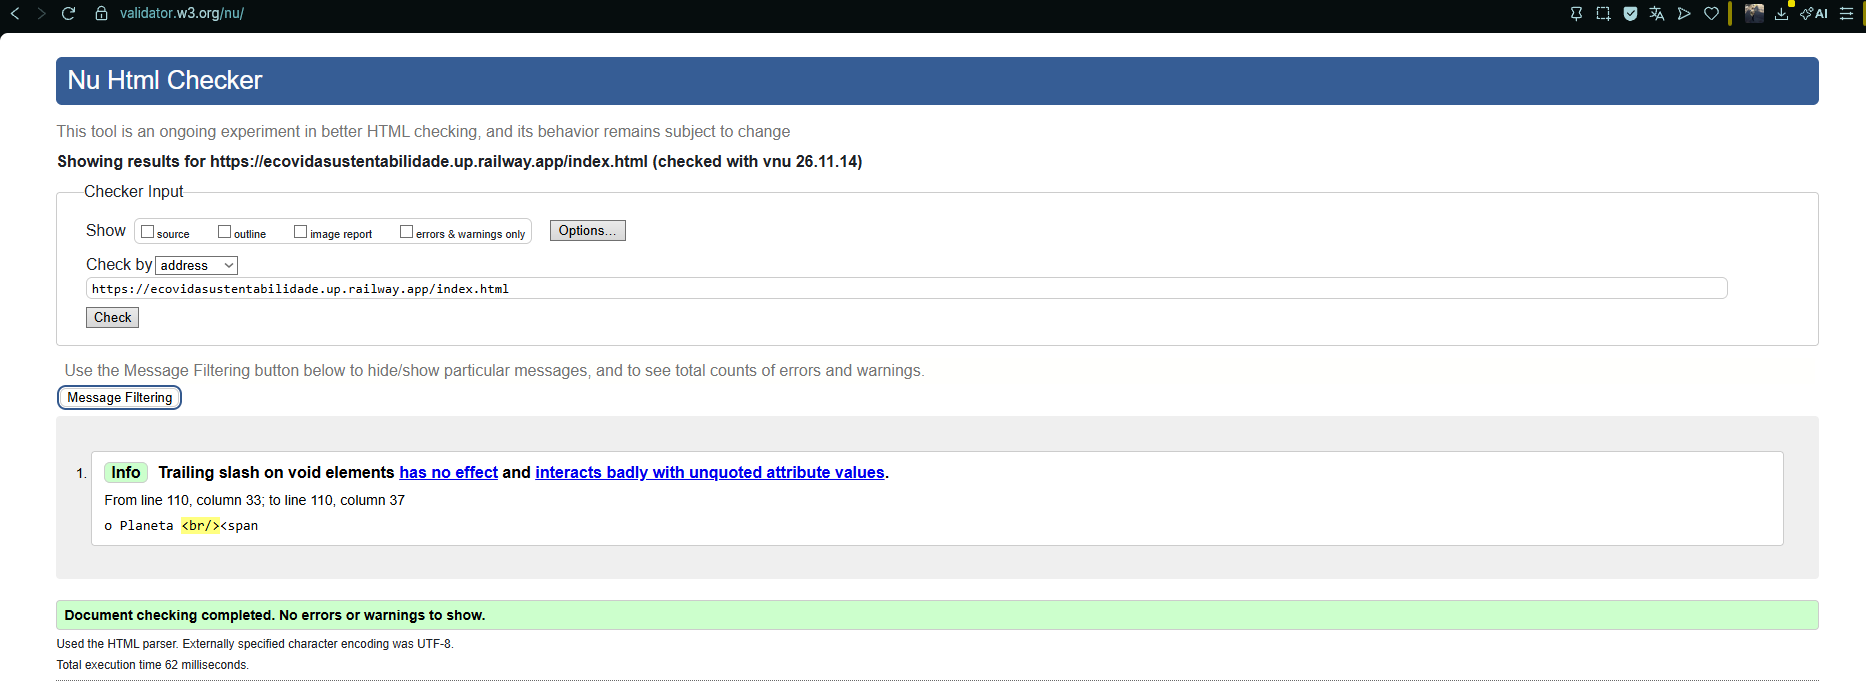 validator.w3.org/nu/
AI
Nu Html Checker
This tool is an ongoing experiment in better HTML checking, and its behavior remains subject to change
Showing results for https://ecovidasustentabilidade.up.railway.app/index.html (checked with vnu 26.11.14)
Checker Input
Show source outline image report errors & warnings only Options...
Check by address
https://ecovidasustentabilidade.up.railway.app/index.html
Check
Use the Message Filtering button below to hide/show particular messages, and to see total counts of errors and warnings.
Message Filtering
1. Info Trailing slash on void elements has no effect and interacts badly with unquoted attribute values.
From line 110, column 33; to line 110, column 37
o Planeta <br/><span
Document checking completed. No errors or warnings to show.
Used the HTML parser. Externally specified character encoding was UTF-8.
Total execution time 62 milliseconds.